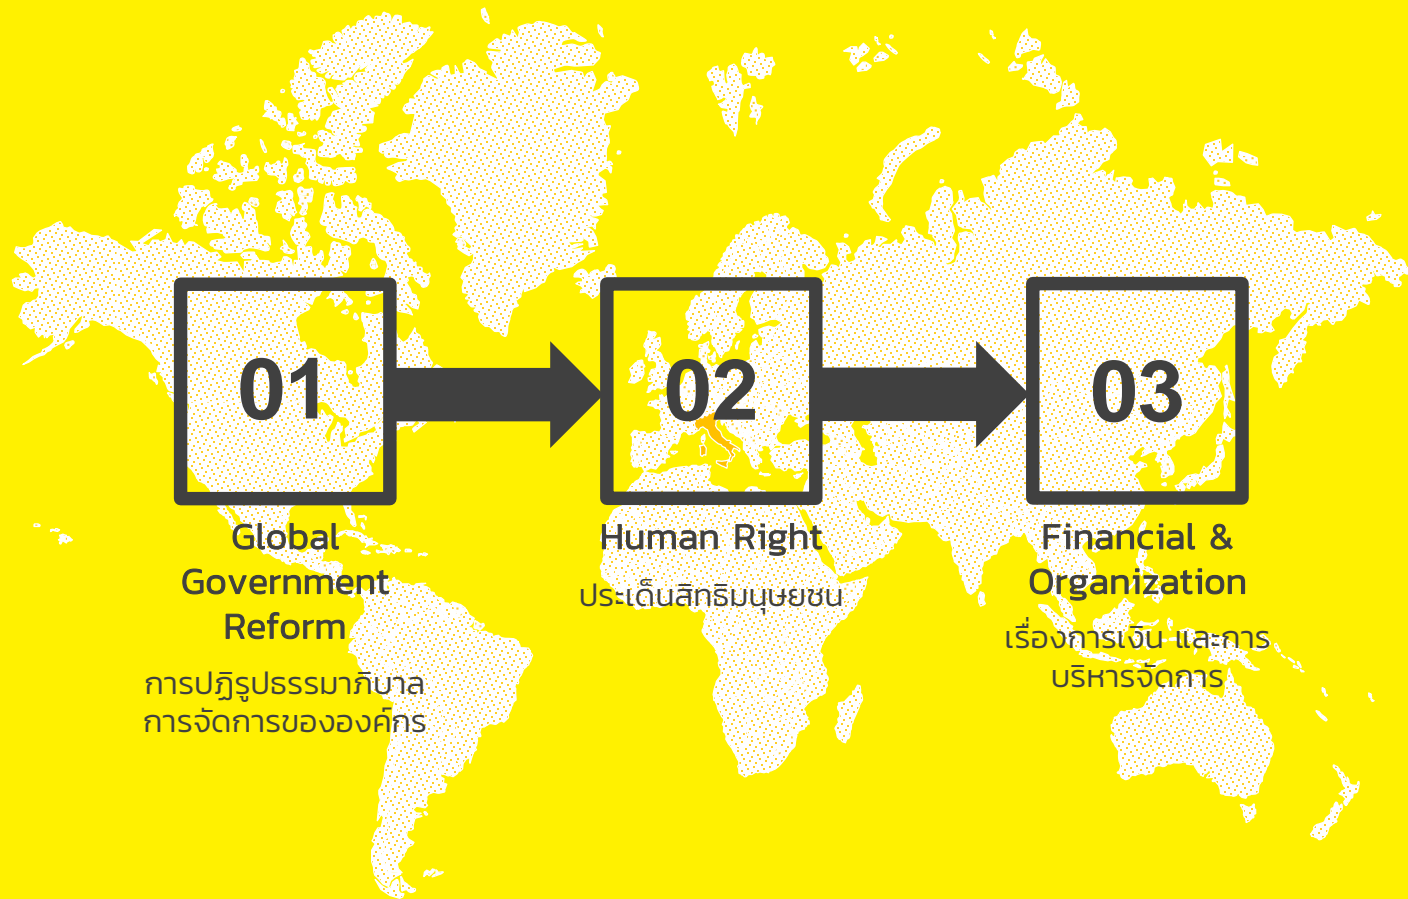 01
Global
Government
Reform
การปฏิรูปธรรมาภิบาล
การจัดการขององค์กร
02
Human Right
ประเด็นสิทธิมนุษยชน
03
Financial &
Organization
เรื่องการเงิน และการ
บริหารจัดการ